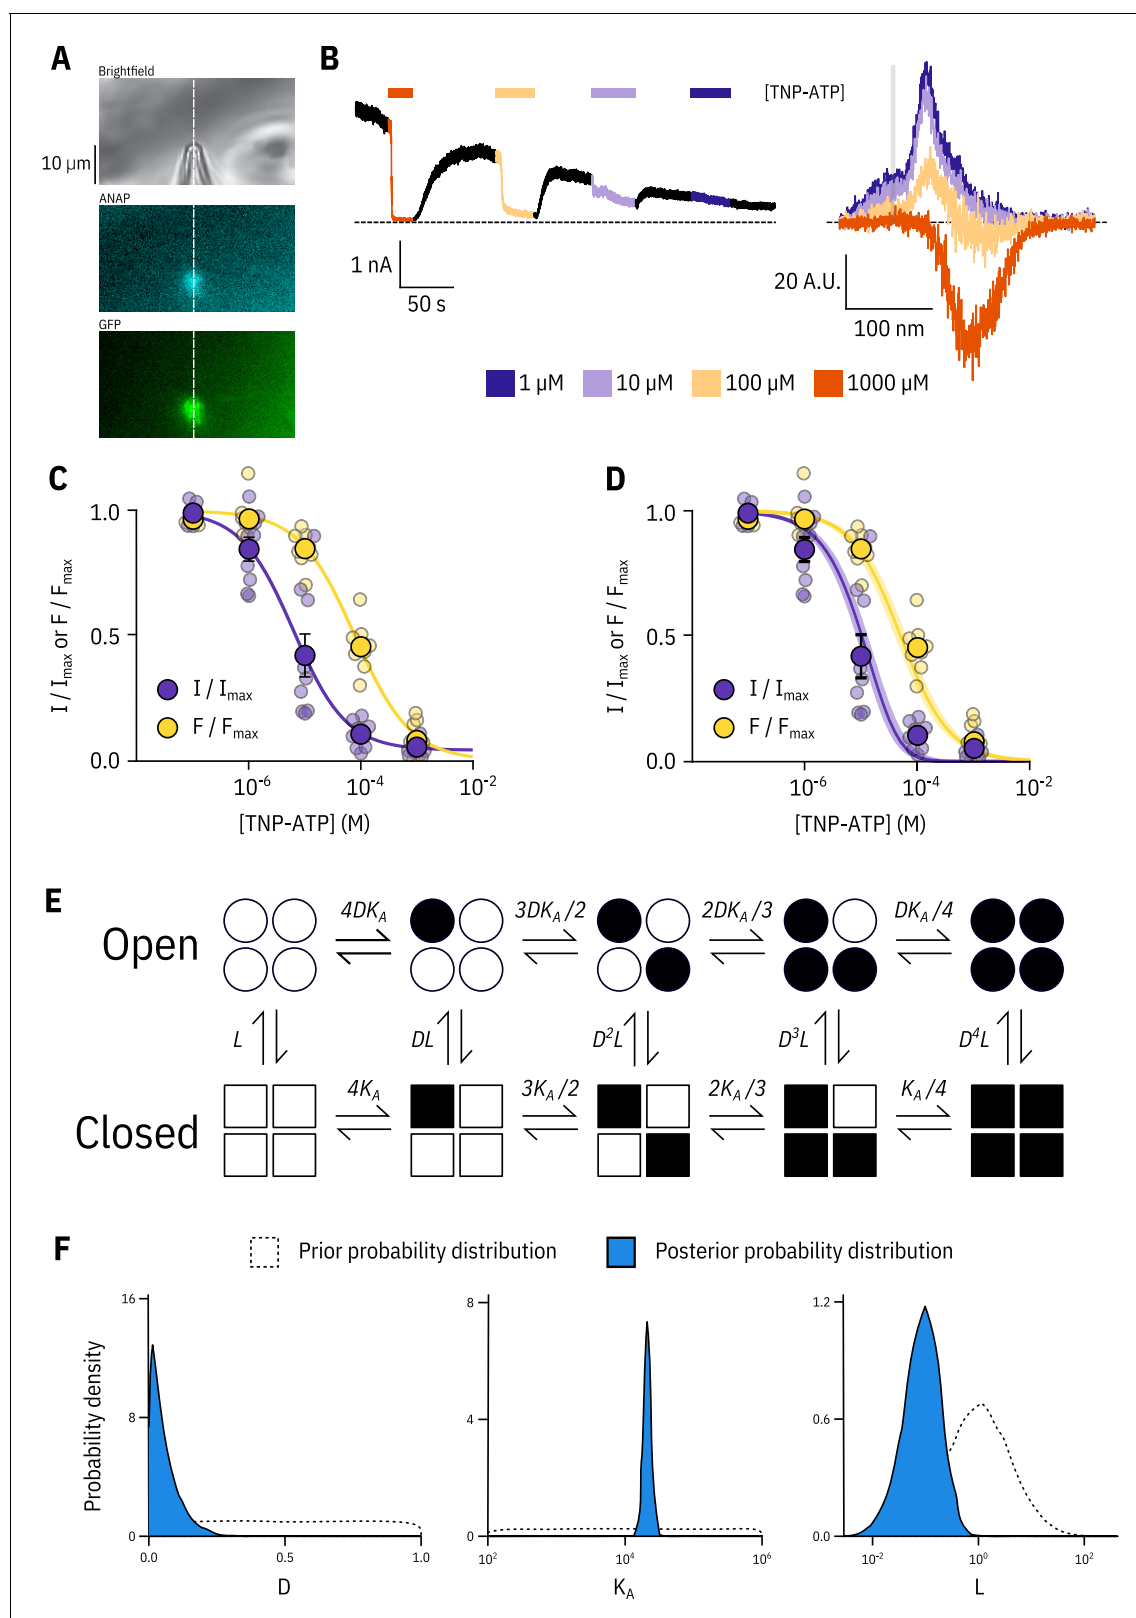 A
Brightfield
10 µm
ANAP
GFP
B
[TNP-ATP]
1 nA
50 s
20 A.U.
100 nm
1 µM
10 µM
100 µM
1000 µM
C
I / Imax or F / Fmax
1.0
0.5
0.0
I / Imax
F / Fmax
10-6
10-4
10-2
[TNP-ATP] (M)
D
I / Imax or F / Fmax
1.0
0.5
0.0
I / Imax
F / Fmax
10-6
10-4
10-2
[TNP-ATP] (M)
E
Open
4DKA
3DKA/2
2DKA/3
DKA/4
L
DL
D2L
D3L
D4L
Closed
4KA
3KA/2
2KA/3
KA/4
F
Prior probability distribution
Posterior probability distribution
Probability density
16
8
0
0.0
0.5
1.0
D
8
4
0
102
104
106
KA
1.2
0.6
0.0
10-2
100
102
L